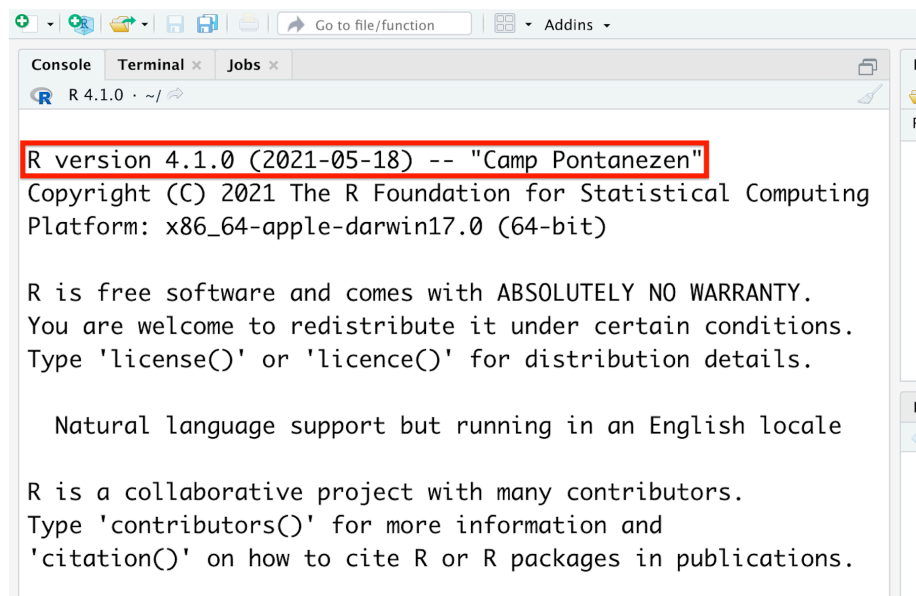 Go to file/function
Addins
Console Terminal × Jobs ×
R 4.1.0 · ~/
R version 4.1.0 (2021-05-18) -- "Camp Pontanezen"
Copyright (C) 2021 The R Foundation for Statistical Computing
Platform: x86_64-apple-darwin17.0 (64-bit)
R is free software and comes with ABSOLUTELY NO WARRANTY.
You are welcome to redistribute it under certain conditions.
Type 'license()' or 'licence()' for distribution details.
Natural language support but running in an English locale
R is a collaborative project with many contributors.
Type 'contributors()' for more information and
'citation()' on how to cite R or R packages in publications.